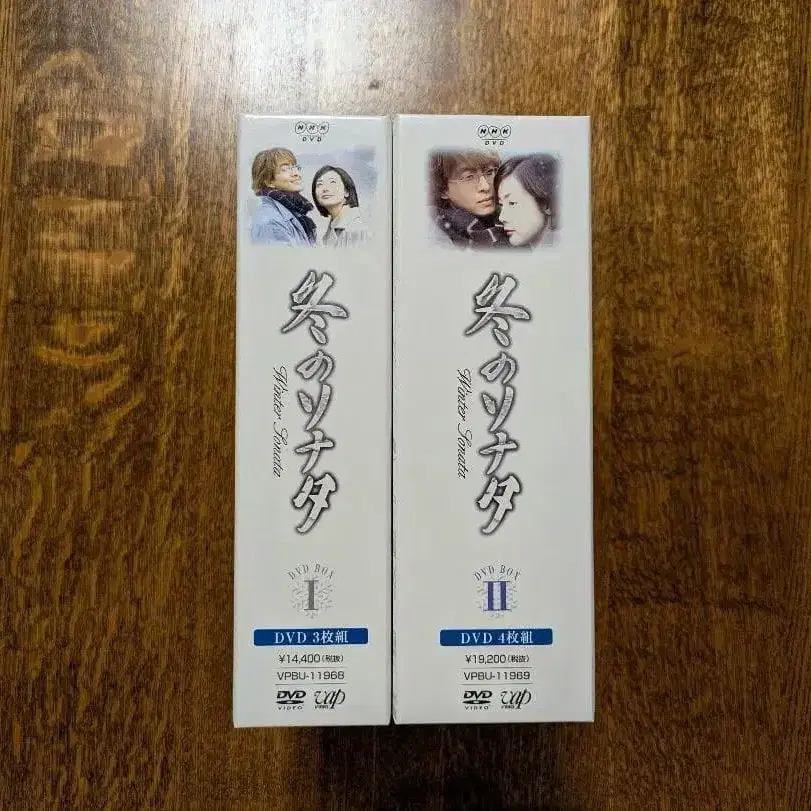 NHK
DVD
冬のソナタ
Winter Sonata
DVD BOX
I
DVD 3枚組
¥14,400(税抜)
VPBU-11968
DVD
VIDEO
vap
VIDEO
NHK
DVD
冬のソナタ
Winter Sonata
DVD BOX
II
DVD 4枚組
¥19,200(税抜)
VPBU-11969
DVD
VIDEO
vap
VIDEO